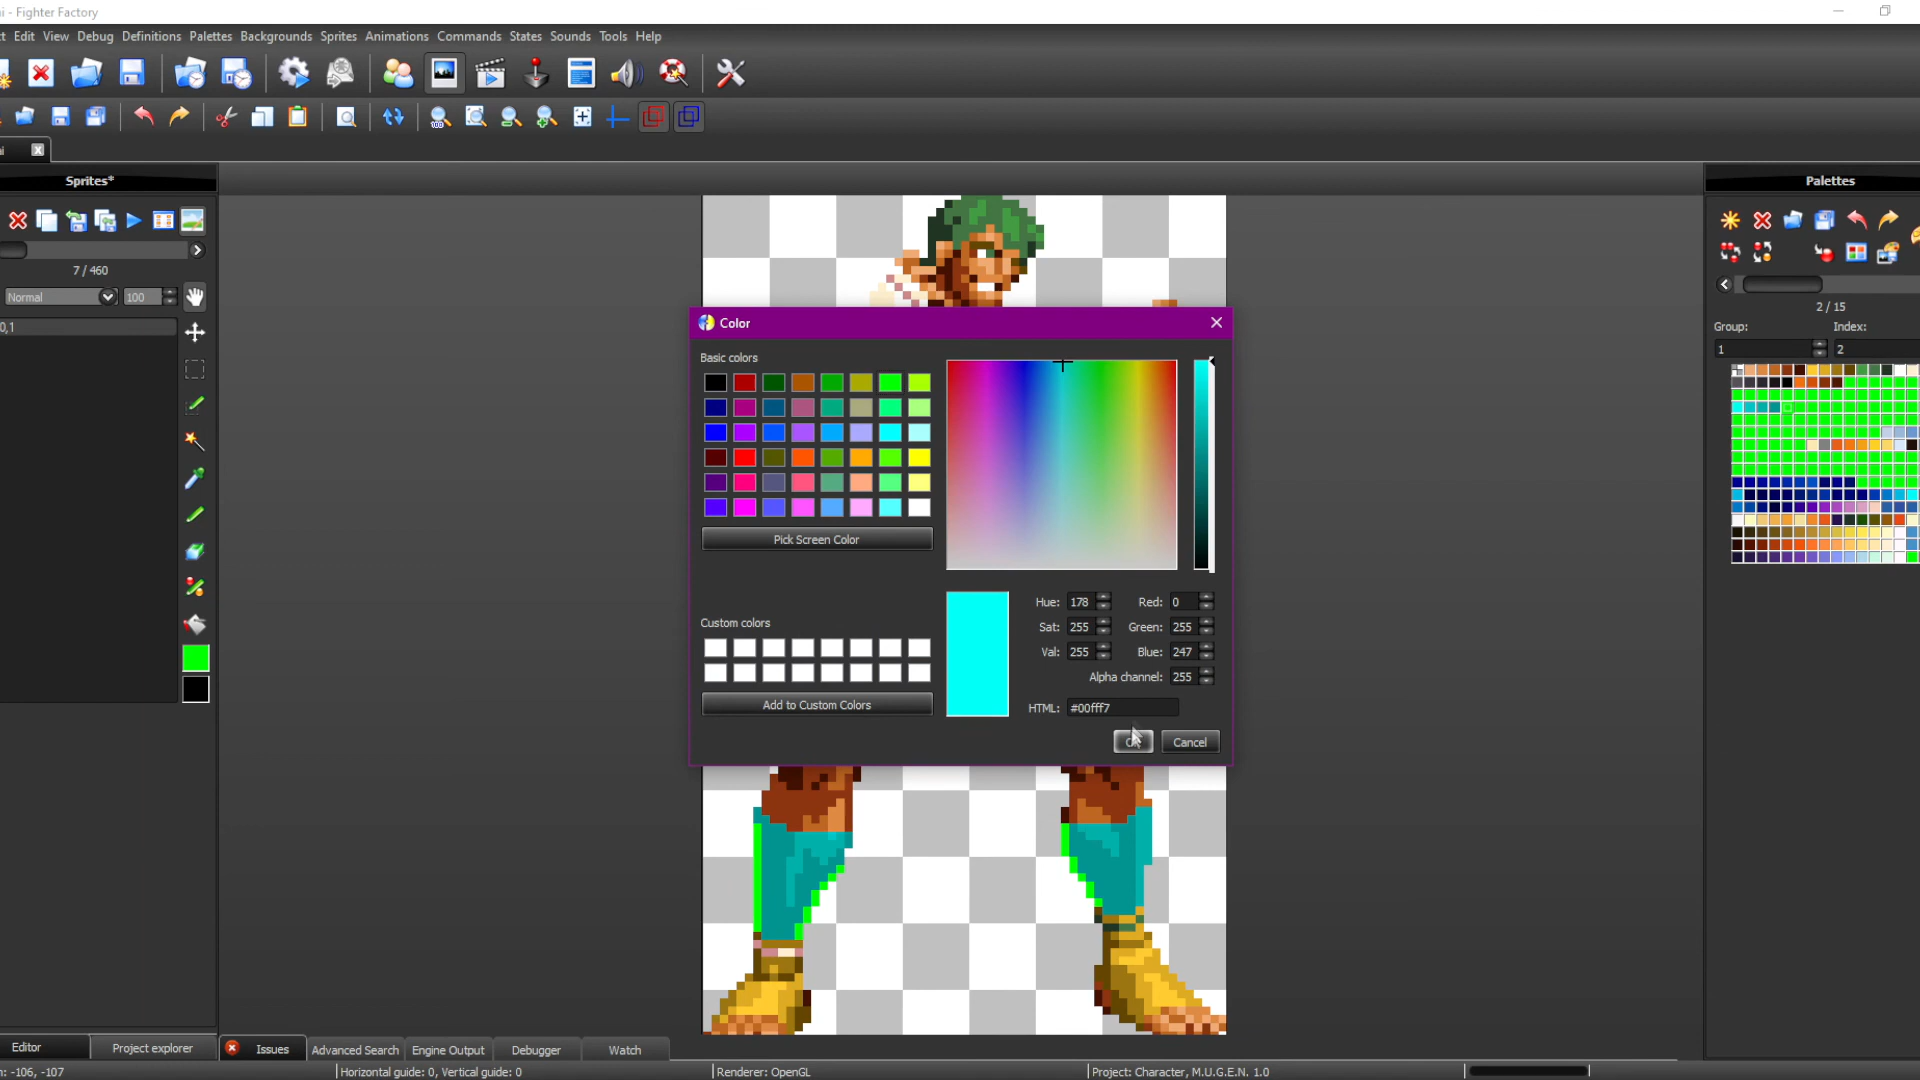 - Fighter Factory
Edit View Debug Definitions Palettes Backgrounds Sprites Animations Commands States Sounds Tools Help
Sprites*
7 / 460
Normal 100
0,1
Color
Basic colors
Pick Screen Color
Custom colors
Add to Custom Colors
Hue: 178 Red: 0
Sat: 255 Green: 255
Val: 255 Blue: 247
Alpha channel: 255
HTML: #00fff7
Cancel
Palettes
2 / 15
Group: Index:
1 2
Editor Project explorer Issues Advanced Search Engine Output Debugger Watch
-106, -107 Horizontal guide: 0, Vertical guide: 0 Renderer: OpenGL Project: Character, M.U.G.E.N. 1.0